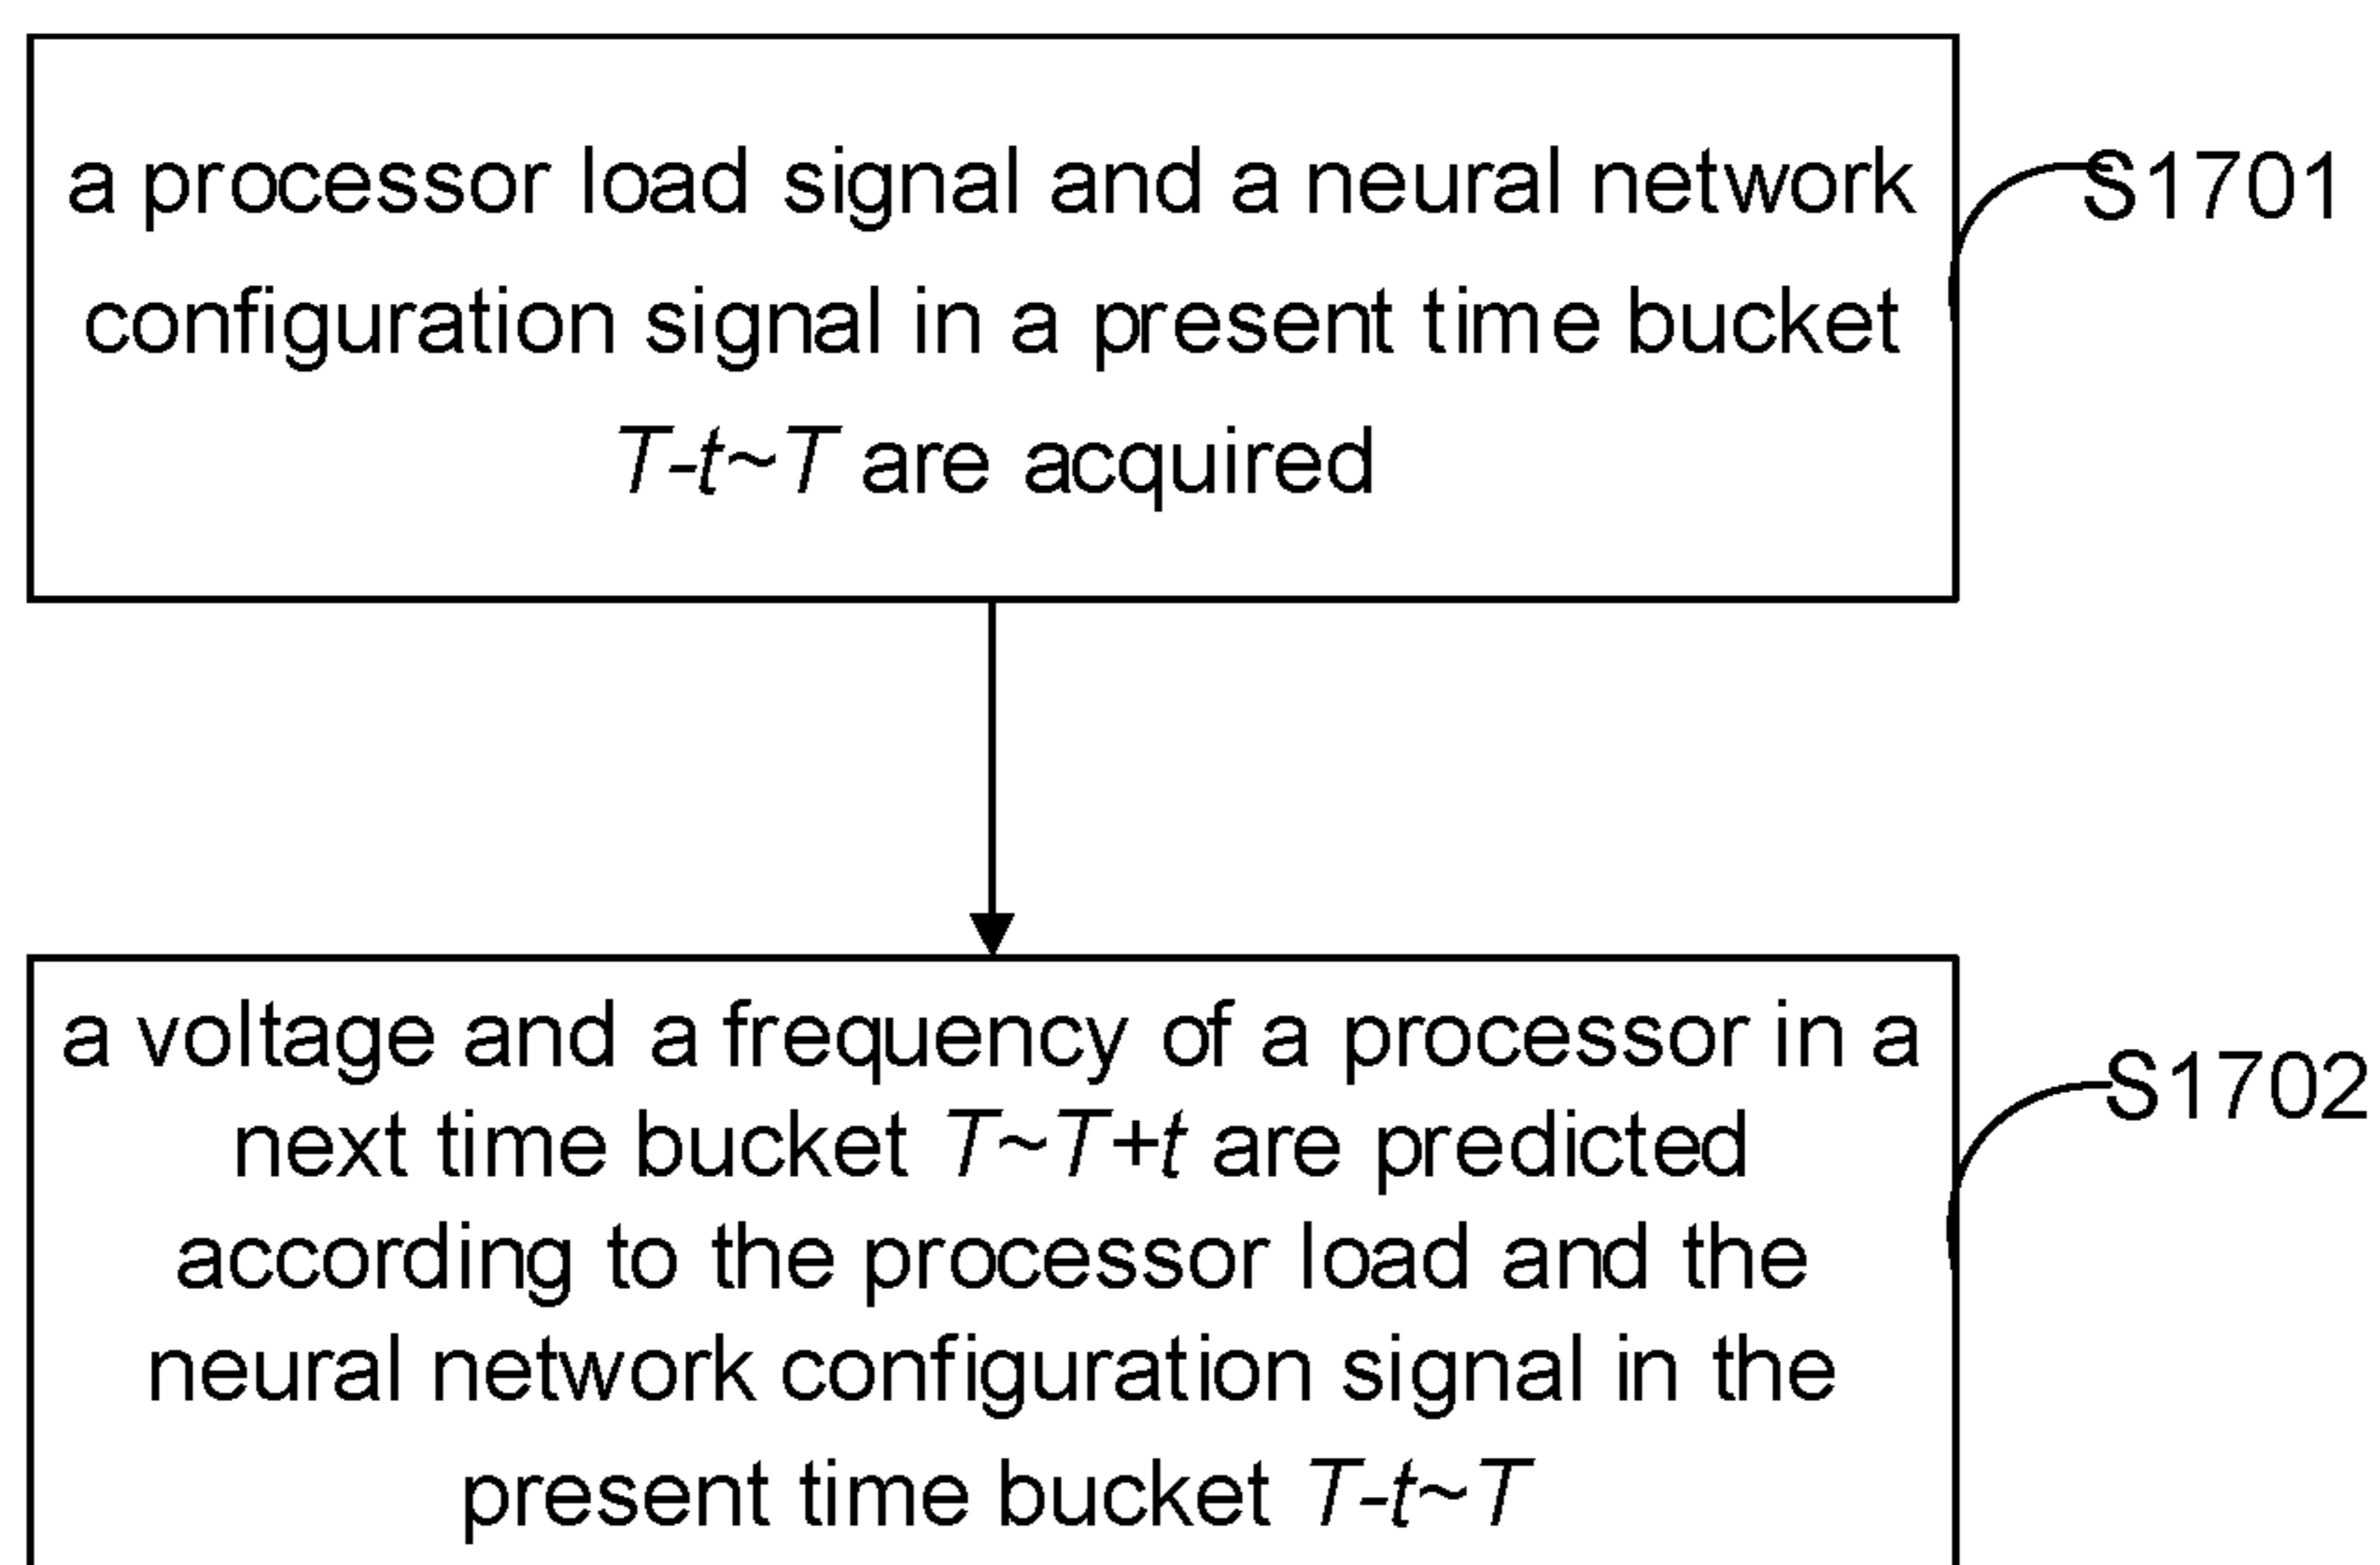 a processor load signal and a neural network
configuration signal in a present time bucket
T-t~T are acquired
S1701
a voltage and a frequency of a processor in a
next time bucket T~T+t are predicted
according to the processor load and the
neural network configuration signal in the
present time bucket T-t~T
S1702